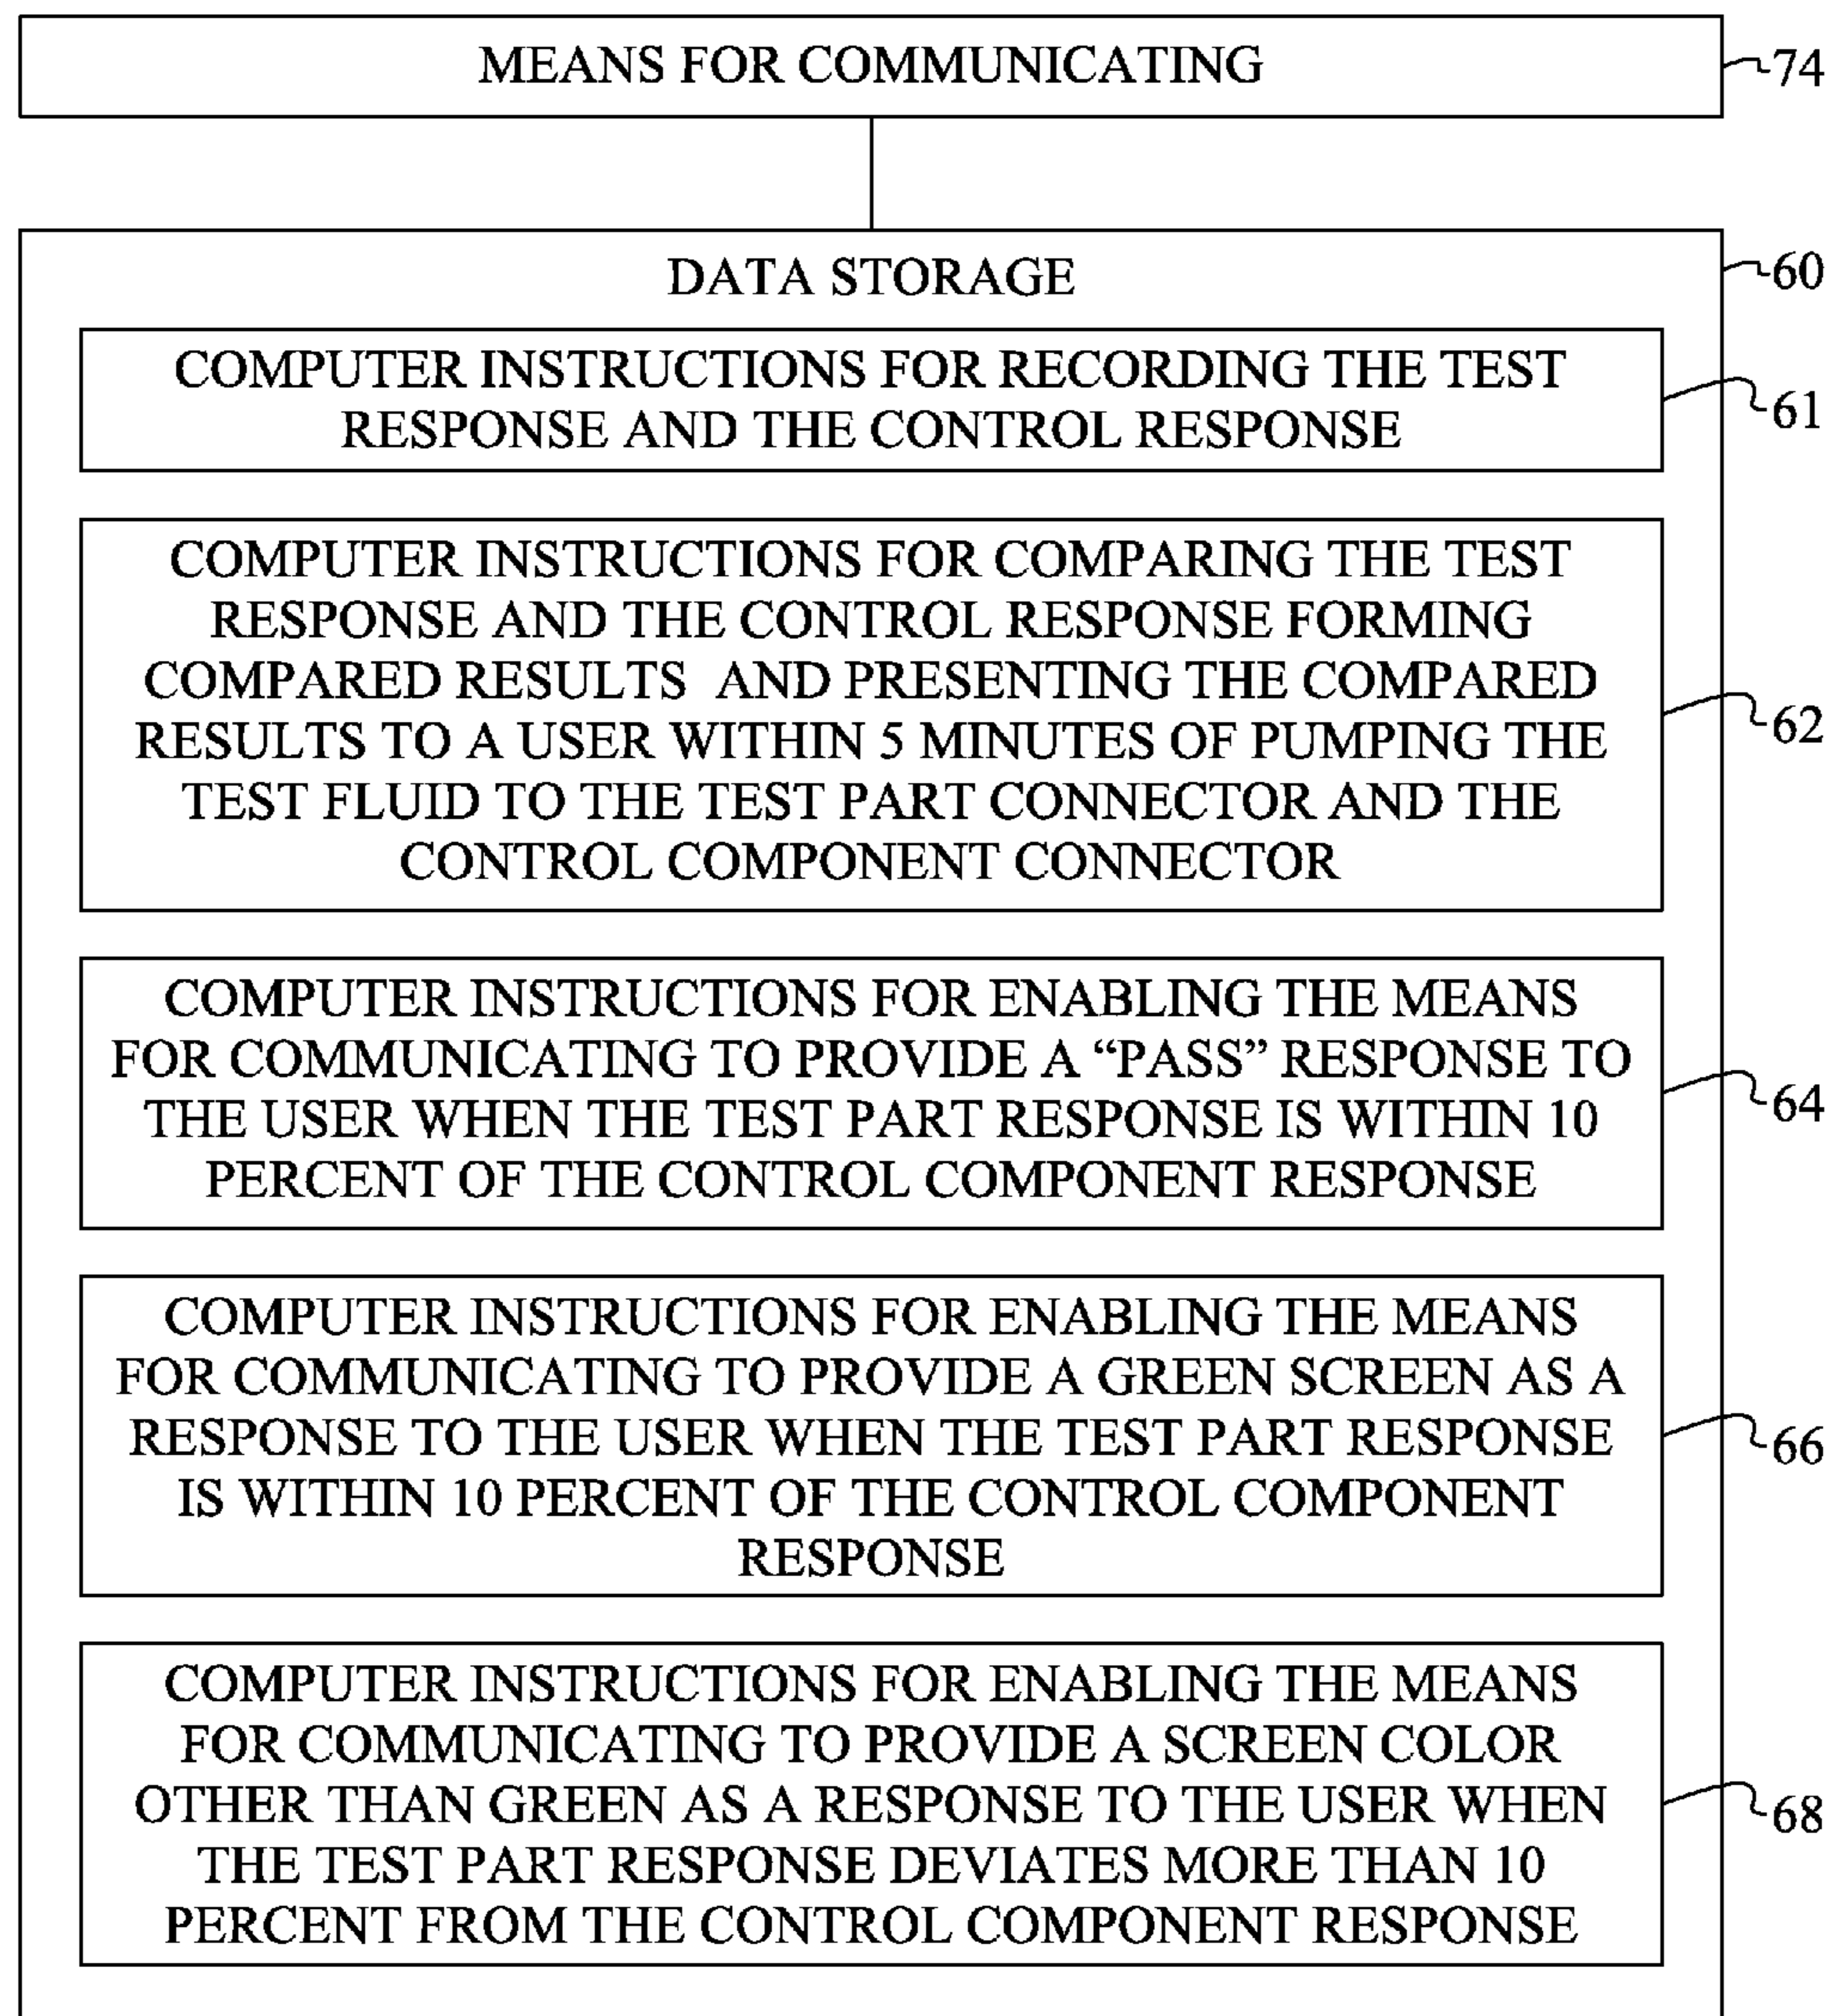 MEANS FOR COMMUNICATING
74
DATA STORAGE
60
COMPUTER INSTRUCTIONS FOR RECORDING THE TEST
RESPONSE AND THE CONTROL RESPONSE
61
COMPUTER INSTRUCTIONS FOR COMPARING THE TEST
RESPONSE AND THE CONTROL RESPONSE FORMING
COMPARED RESULTS AND PRESENTING THE COMPARED
RESULTS TO A USER WITHIN 5 MINUTES OF PUMPING THE
TEST FLUID TO THE TEST PART CONNECTOR AND THE
CONTROL COMPONENT CONNECTOR
62
COMPUTER INSTRUCTIONS FOR ENABLING THE MEANS
FOR COMMUNICATING TO PROVIDE A “PASS” RESPONSE TO
THE USER WHEN THE TEST PART RESPONSE IS WITHIN 10
PERCENT OF THE CONTROL COMPONENT RESPONSE
64
COMPUTER INSTRUCTIONS FOR ENABLING THE MEANS
FOR COMMUNICATING TO PROVIDE A GREEN SCREEN AS A
RESPONSE TO THE USER WHEN THE TEST PART RESPONSE
IS WITHIN 10 PERCENT OF THE CONTROL COMPONENT
RESPONSE
66
COMPUTER INSTRUCTIONS FOR ENABLING THE MEANS
FOR COMMUNICATING TO PROVIDE A SCREEN COLOR
OTHER THAN GREEN AS A RESPONSE TO THE USER WHEN
THE TEST PART RESPONSE DEVIATES MORE THAN 10
PERCENT FROM THE CONTROL COMPONENT RESPONSE
68